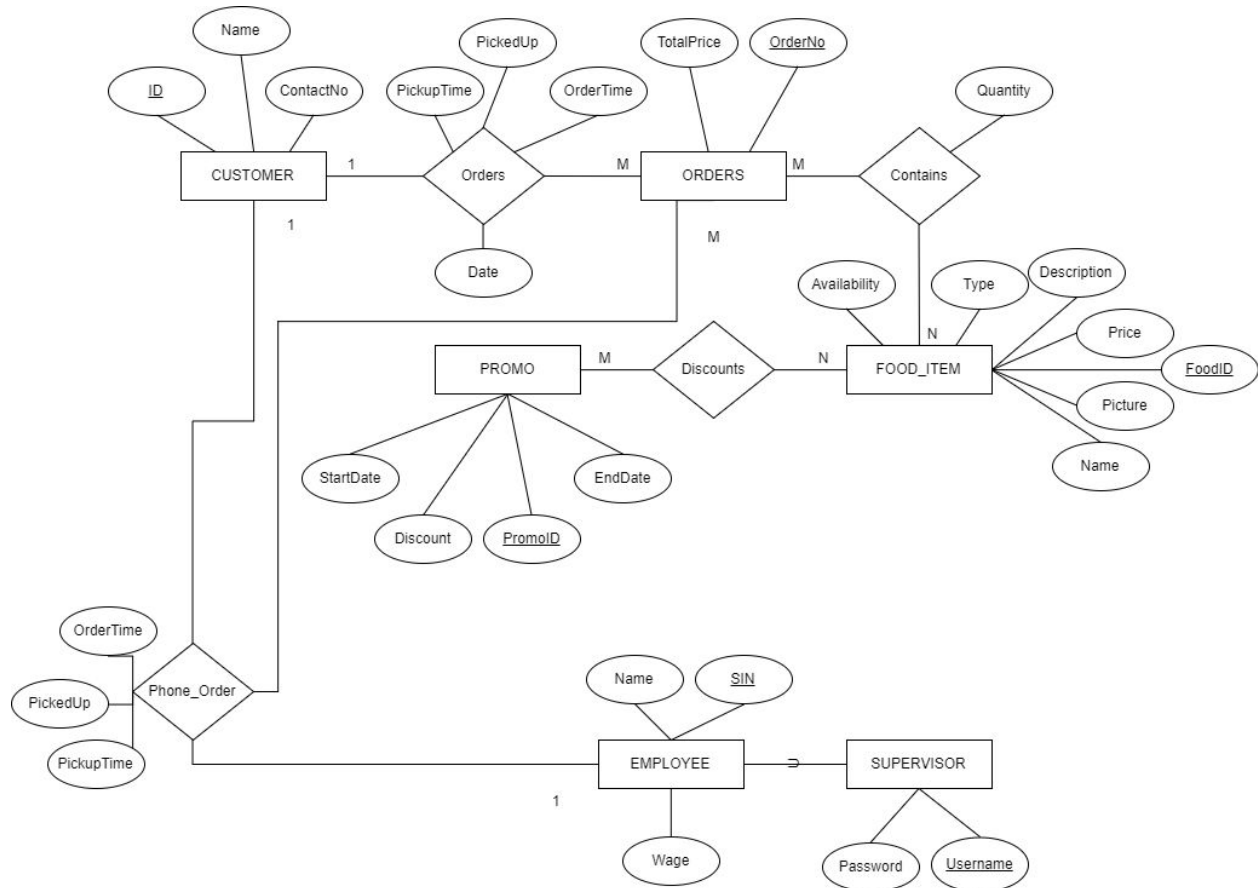 Name
PickedUp
TotalPrice
OrderNo
ID
ContactNo
PickupTime
OrderTime
Quantity
CUSTOMER
1
Orders
M
ORDERS
M
Contains
1
M
Date
Availability
Type
Description
N
Price
PROMO
M
Discounts
N
FOOD_ITEM
FoodID
Picture
Name
StartDate
EndDate
Discount
PromoID
OrderTime
Name
SIN
PickedUp
Phone_Order
PickupTime
EMPLOYEE
⊃
SUPERVISOR
1
Wage
Password
Username